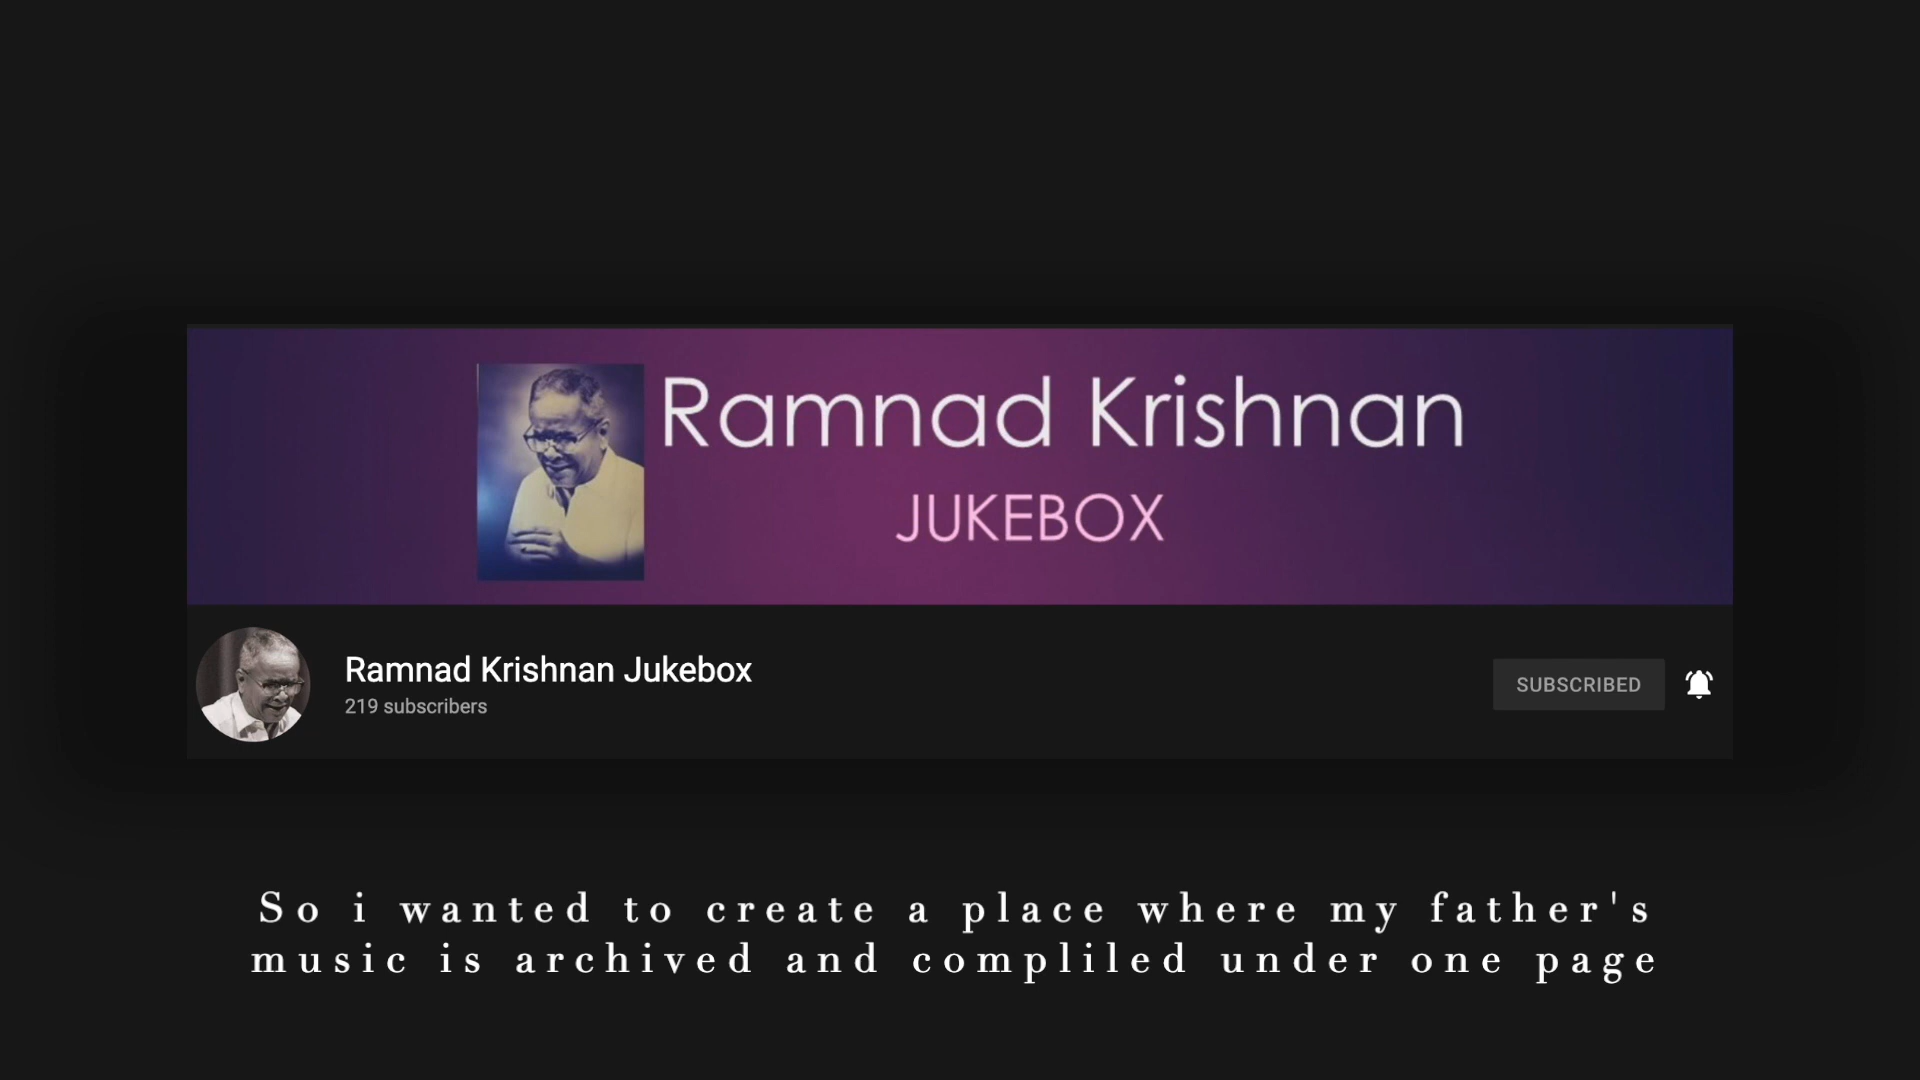 Ramnad Krishnan
JUKEBOX
Ramnad Krishnan Jukebox
219 subscribers
SUBSCRIBED
So i wanted to create a place where my father's
music is archived and compliled under one page